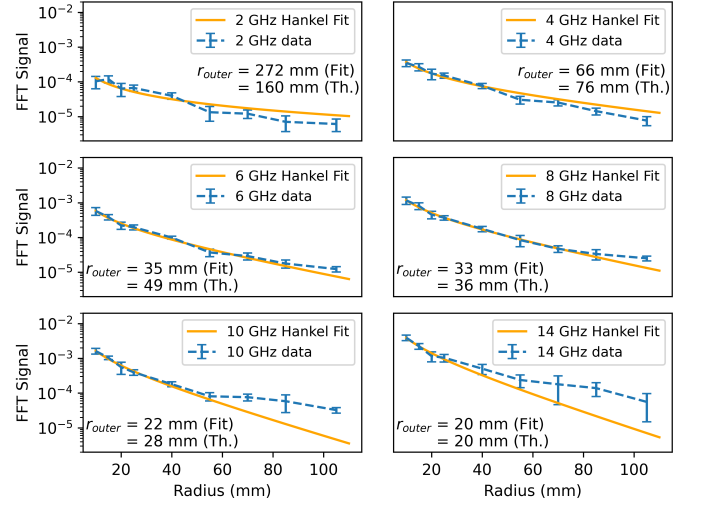 FFT Signal
10⁻²
10⁻³
10⁻⁴
10⁻⁵
2 GHz Hankel Fit
2 GHz data
r_outer = 272 mm (Fit)
= 160 mm (Th.)
4 GHz Hankel Fit
4 GHz data
r_outer = 66 mm (Fit)
= 76 mm (Th.)
FFT Signal
10⁻²
10⁻³
10⁻⁴
10⁻⁵
6 GHz Hankel Fit
6 GHz data
r_outer = 35 mm (Fit)
= 49 mm (Th.)
8 GHz Hankel Fit
8 GHz data
r_outer = 33 mm (Fit)
= 36 mm (Th.)
FFT Signal
10⁻²
10⁻³
10⁻⁴
10⁻⁵
10 GHz Hankel Fit
10 GHz data
r_outer = 22 mm (Fit)
= 28 mm (Th.)
20 40 60 80 100
Radius (mm)
14 GHz Hankel Fit
14 GHz data
r_outer = 20 mm (Fit)
= 20 mm (Th.)
20 40 60 80 100
Radius (mm)